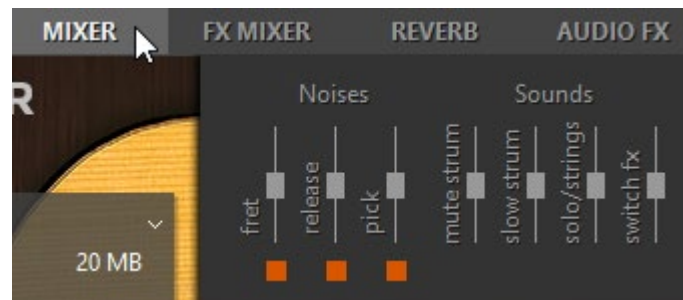 MIXER
FX MIXER
REVERB
AUDIO FX
R
Noises
Sounds
fret
release
pick
mute strum
slow strum
solo/strings
switch fx
20 MB